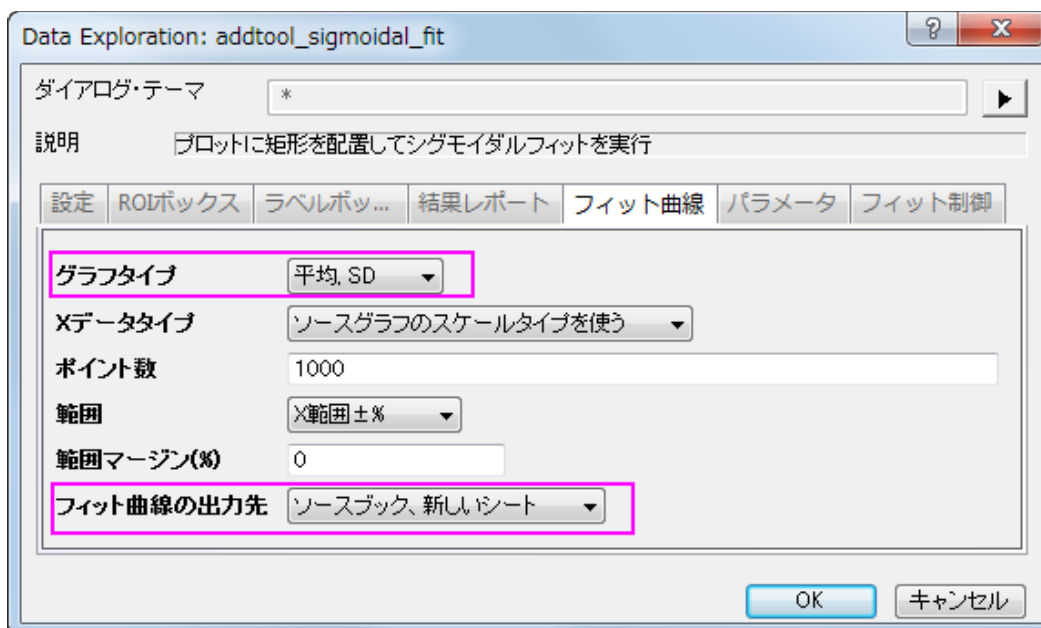 Data Exploration: addtool_sigmoidal_fit
ダイアログ・テーマ *
説明 プロットに矩形を配置してシグモイダルフィットを実行
設定 ROIボックス ラベルボッ... 結果レポート フィット曲線 パラメータ フィット制御
グラフタイプ 平均, SD
Xデータタイプ ソースグラフのスケールタイプを使う
ポイント数 1000
範囲 X範囲±%
範囲マージン(%) 0
フィット曲線の出力先 ソースブック、新しいシート
OK キャンセル